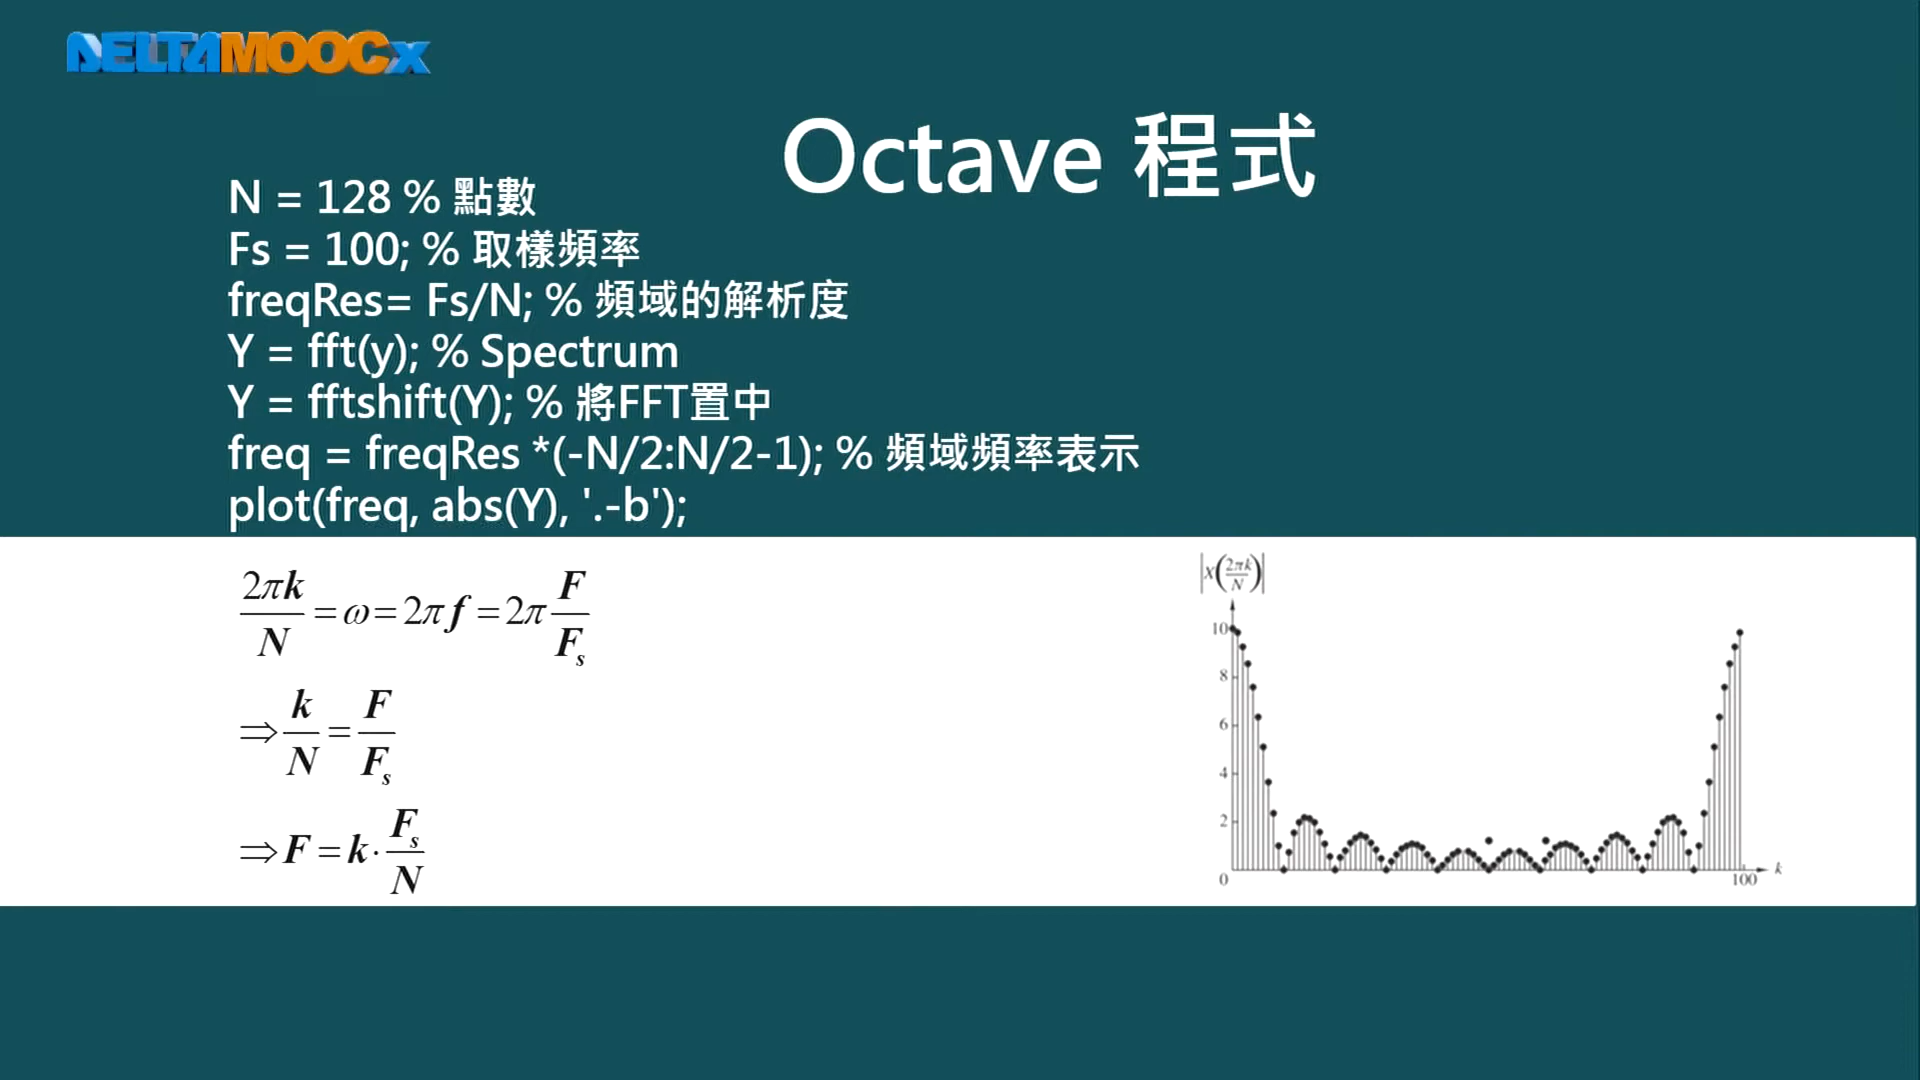 DELTAMOOCx
Octave 程式
N = 128 % 點數
Fs = 100; % 取樣頻率
freqRes= Fs/N; % 頻域的解析度
Y = fft(y); % Spectrum
Y = fftshift(Y); % 將FFT置中
freq = freqRes *(-N/2:N/2-1); % 頻域頻率表示
plot(freq, abs(Y), '.-b');
2πk/N = ω = 2πf = 2π F/Fs
⇒ k/N = F/Fs
⇒ F = k · Fs/N
|X(2πk/N)|
10
8
6
4
2
0
100
k